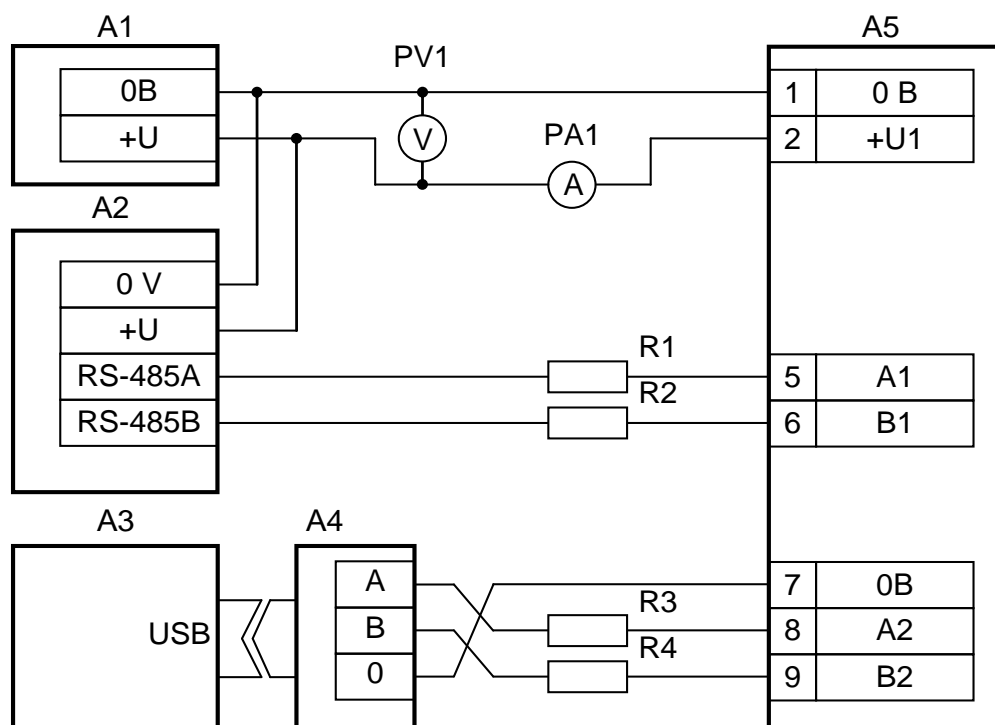 A1
A5
PV1
0В
+U
V
PA1
A
1 0 В
2 +U1
A2
0 V
+U
RS-485A
RS-485B
R1
R2
5 A1
6 B1
A3
A4
USB
A
B
0
R3
R4
7 0В
8 A2
9 B2